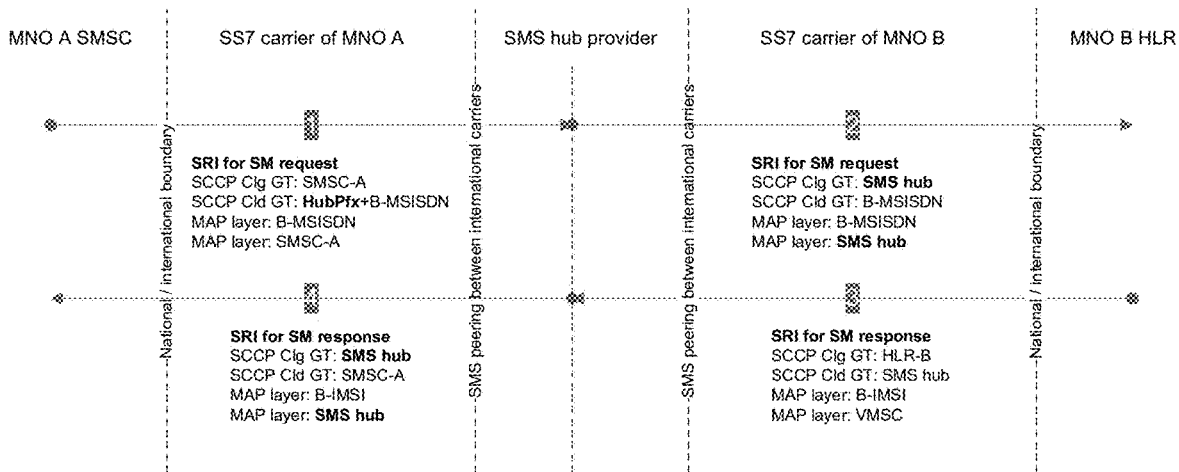 MNO A SMSC
SS7 carrier of MNO A
SMS hub provider
SS7 carrier of MNO B
MNO B HLR
National / international boundary
SMS peering between international carriers
SMS peering between international carriers
National / international boundary
SRI for SM request
SCCP Clg GT: SMSC-A
SCCP Cld GT: HubPfx+B-MSISDN
MAP layer: B-MSISDN
MAP layer: SMSC-A
SRI for SM request
SCCP Clg GT: SMS hub
SCCP Cld GT: B-MSISDN
MAP layer: B-MSISDN
MAP layer: SMS hub
SRI for SM response
SCCP Clg GT: SMS hub
SCCP Cld GT: SMSC-A
MAP layer: B-IMSI
MAP layer: SMS hub
SRI for SM response
SCCP Clg GT: HLR-B
SCCP Cld GT: SMS hub
MAP layer: B-IMSI
MAP layer: VMSC